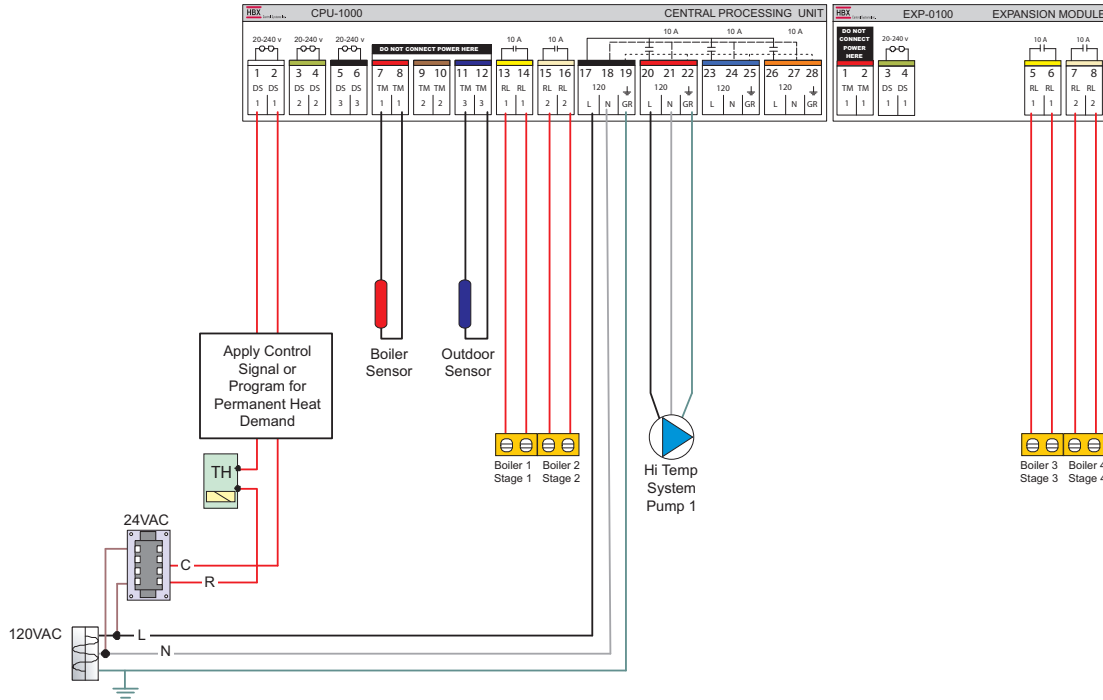 HBX CPU-1000 CENTRAL PROCESSING UNIT
20-240 v 20-240 v 20-240 v DO NOT CONNECT POWER HERE 10 A 10 A 10 A 10 A 10 A
1 2 3 4 5 6 7 8 9 10 11 12 13 14 15 16 17 18 19 20 21 22 23 24 25 26 27 28
DS DS DS DS DS DS TM TM TM TM TM TM RL RL RL RL 120 120 120 120
1 1 2 2 3 3 1 1 2 2 3 3 1 1 2 2 L N GR L N GR L N GR L N GR
HBX EXP-0100 EXPANSION MODULE
DO NOT
CONNECT
POWER
HERE
20-240 v 10 A 10 A
1 2 3 4 5 6 7 8
TM TM DS DS RL RL RL RL
1 1 1 1 1 1 2 2
Apply Control
Signal or
Program for
Permanent Heat
Demand
Boiler
Sensor
Outdoor
Sensor
Boiler 1
Stage 1
Boiler 2
Stage 2
Hi Temp
System
Pump 1
Boiler 3
Stage 3
Boiler 4
Stage 4
TH
24VAC
C
R
120VAC
L
N